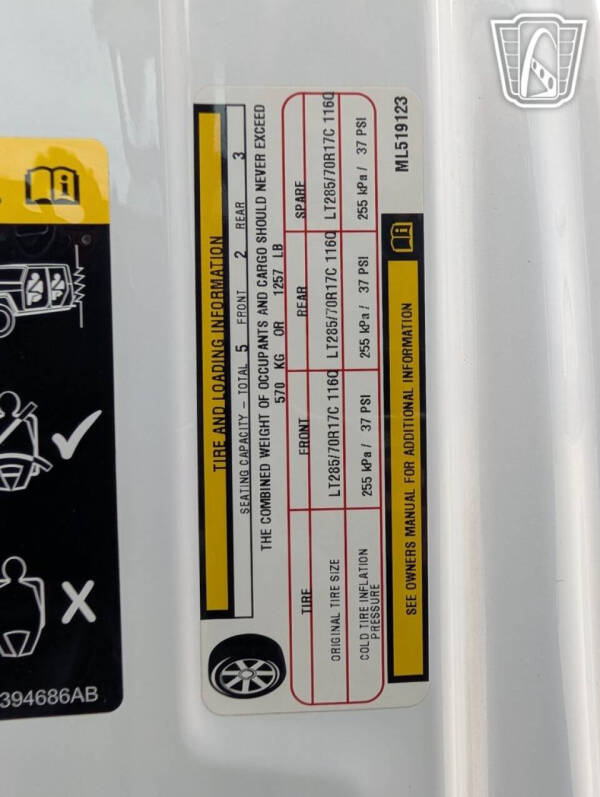 394686AB
TIRE AND LOADING INFORMATION
SEATING CAPACITY - TOTAL 5 FRONT 2 REAR 3
THE COMBINED WEIGHT OF OCCUPANTS AND CARGO SHOULD NEVER EXCEED
570 KG OR 1257 LB
TIRE FRONT REAR SPARE
ORIGINAL TIRE SIZE LT285/70R17C 116Q LT285/70R17C 116Q LT285/70R17C 116Q
COLD TIRE INFLATION PRESSURE 255 kPa / 37 PSI 255 kPa / 37 PSI 255 kPa / 37 PSI
SEE OWNERS MANUAL FOR ADDITIONAL INFORMATION
ML519123